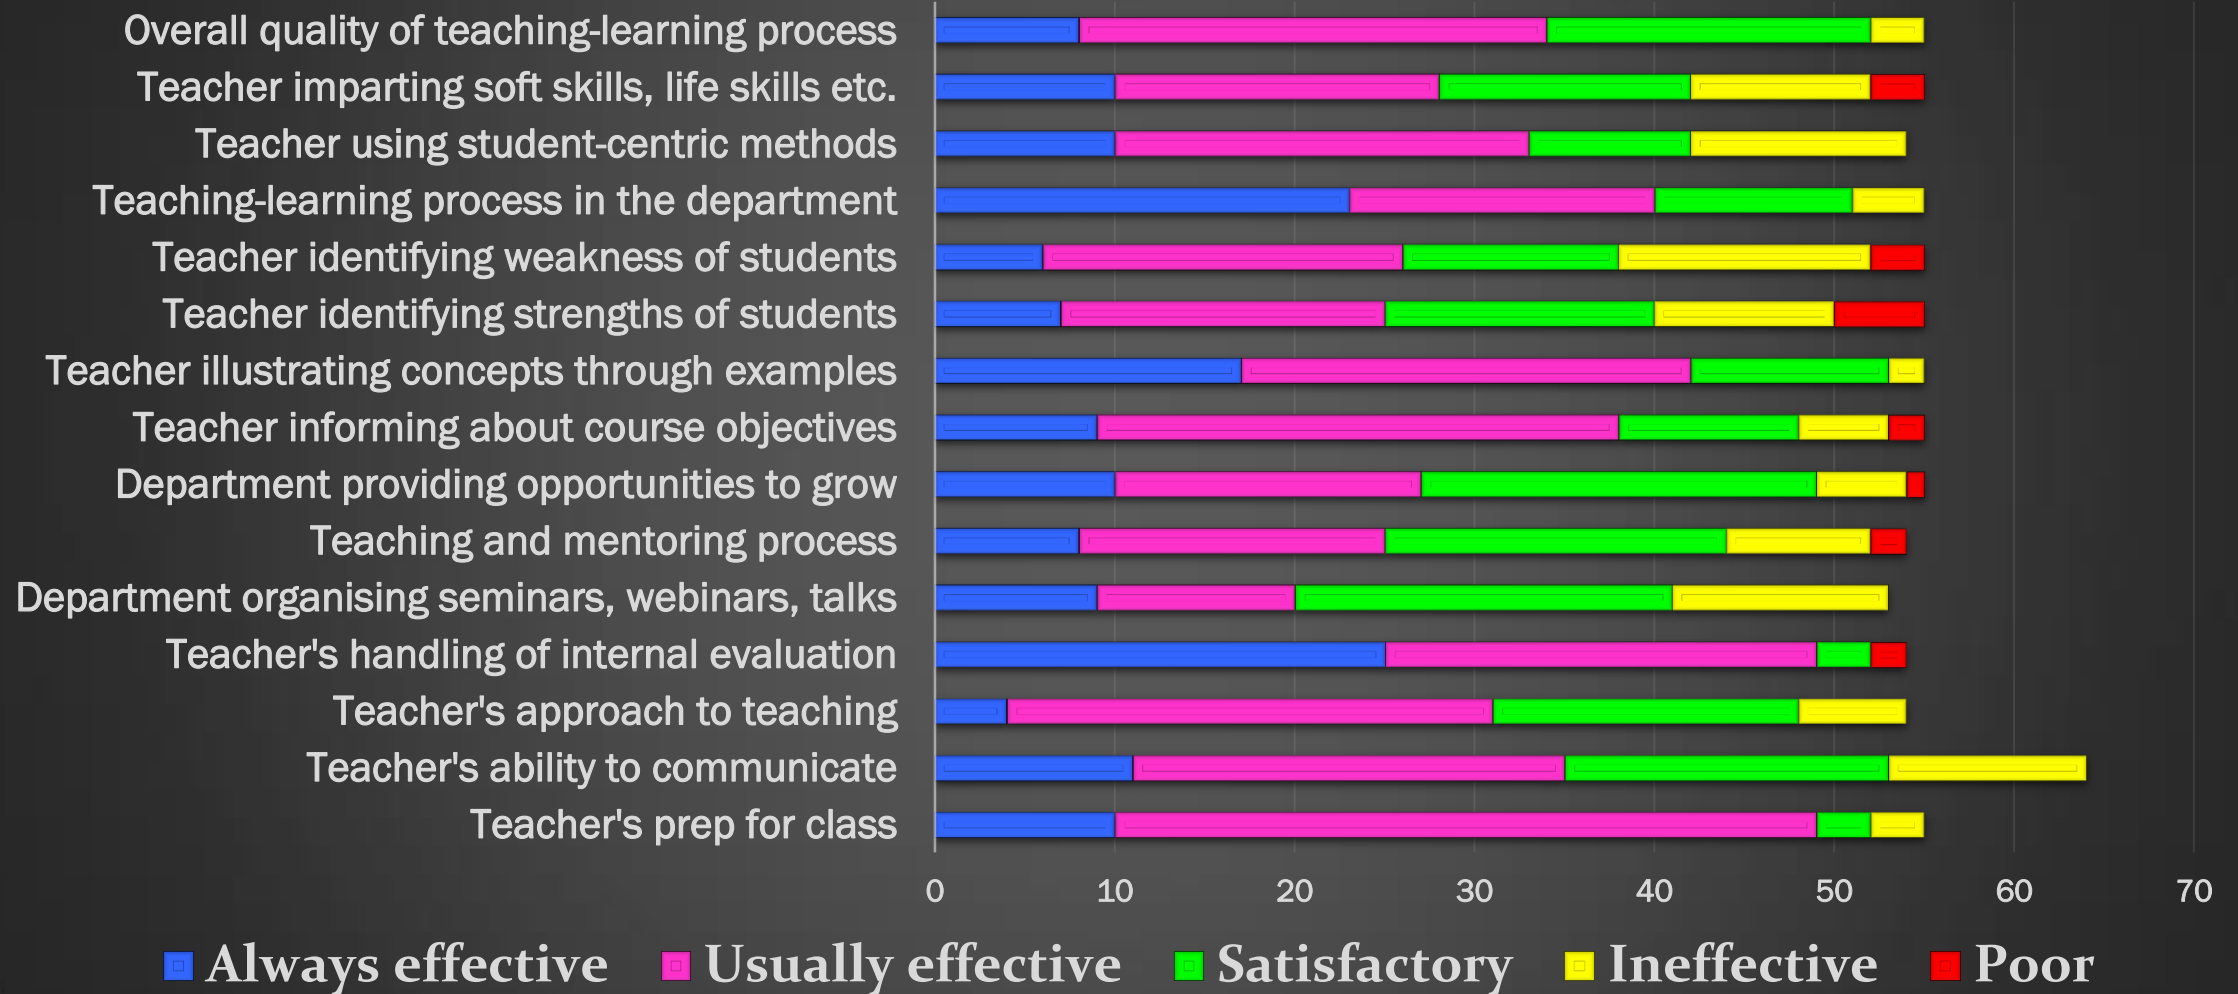 Overall quality of teaching-learning process
Teacher imparting soft skills, life skills etc.
Teacher using student-centric methods
Teaching-learning process in the department
Teacher identifying weakness of students
Teacher identifying strengths of students
Teacher illustrating concepts through examples
Teacher informing about course objectives
Department providing opportunities to grow
Teaching and mentoring process
Department organising seminars, webinars, talks
Teacher's handling of internal evaluation
Teacher's approach to teaching
Teacher's ability to communicate
Teacher's prep for class
0 10 20 30 40 50 60 70
Always effective Usually effective Satisfactory Ineffective Poor